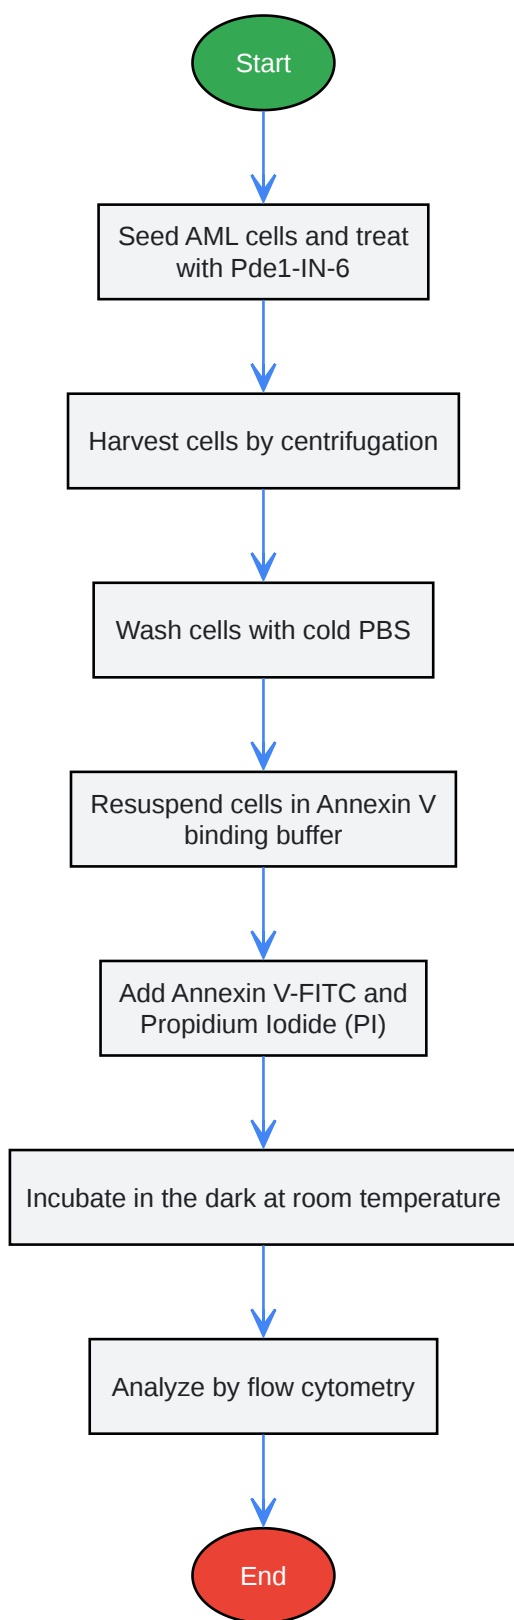 Start
Seed AML cells and treat
with Pde1-IN-6
Harvest cells by centrifugation
Wash cells with cold PBS
Resuspend cells in Annexin V
binding buffer
Add Annexin V-FITC and
Propidium Iodide (PI)
Incubate in the dark at room temperature
Analyze by flow cytometry
End